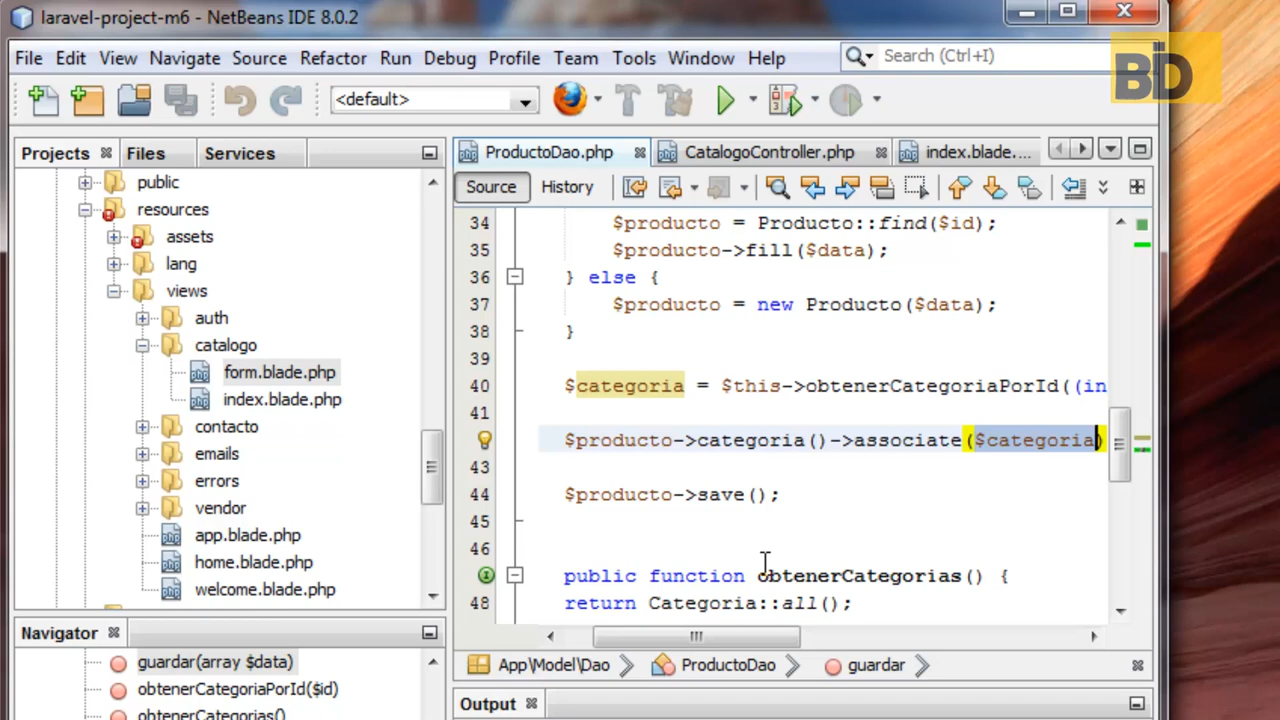 laravel-project-m6 - NetBeans IDE 8.0.2
File Edit View Navigate Source Refactor Run Debug Profile Team Tools Window Help
Search (Ctrl+I)
BD
<default>
Projects Files Services
public
resources
assets
lang
views
auth
catalogo
form.blade.php
index.blade.php
contacto
emails
errors
vendor
app.blade.php
home.blade.php
welcome.blade.php
Navigator
guardar(array $data)
obtenerCategoriaPorId($id)
obtenerCategorias()
ProductoDao.php CatalogoController.php index.blade....
Source History
34 $producto = Producto::find($id);
35 $producto->fill($data);
36 } else {
37 $producto = new Producto($data);
38 }
39
40 $categoria = $this->obtenerCategoriaPorId((in
41
$producto->categoria()->associate($categoria)
43
44 $producto->save();
45
46
public function obtenerCategorias() {
48 return Categoria::all();
App\Model\Dao ProductoDao guardar
Output